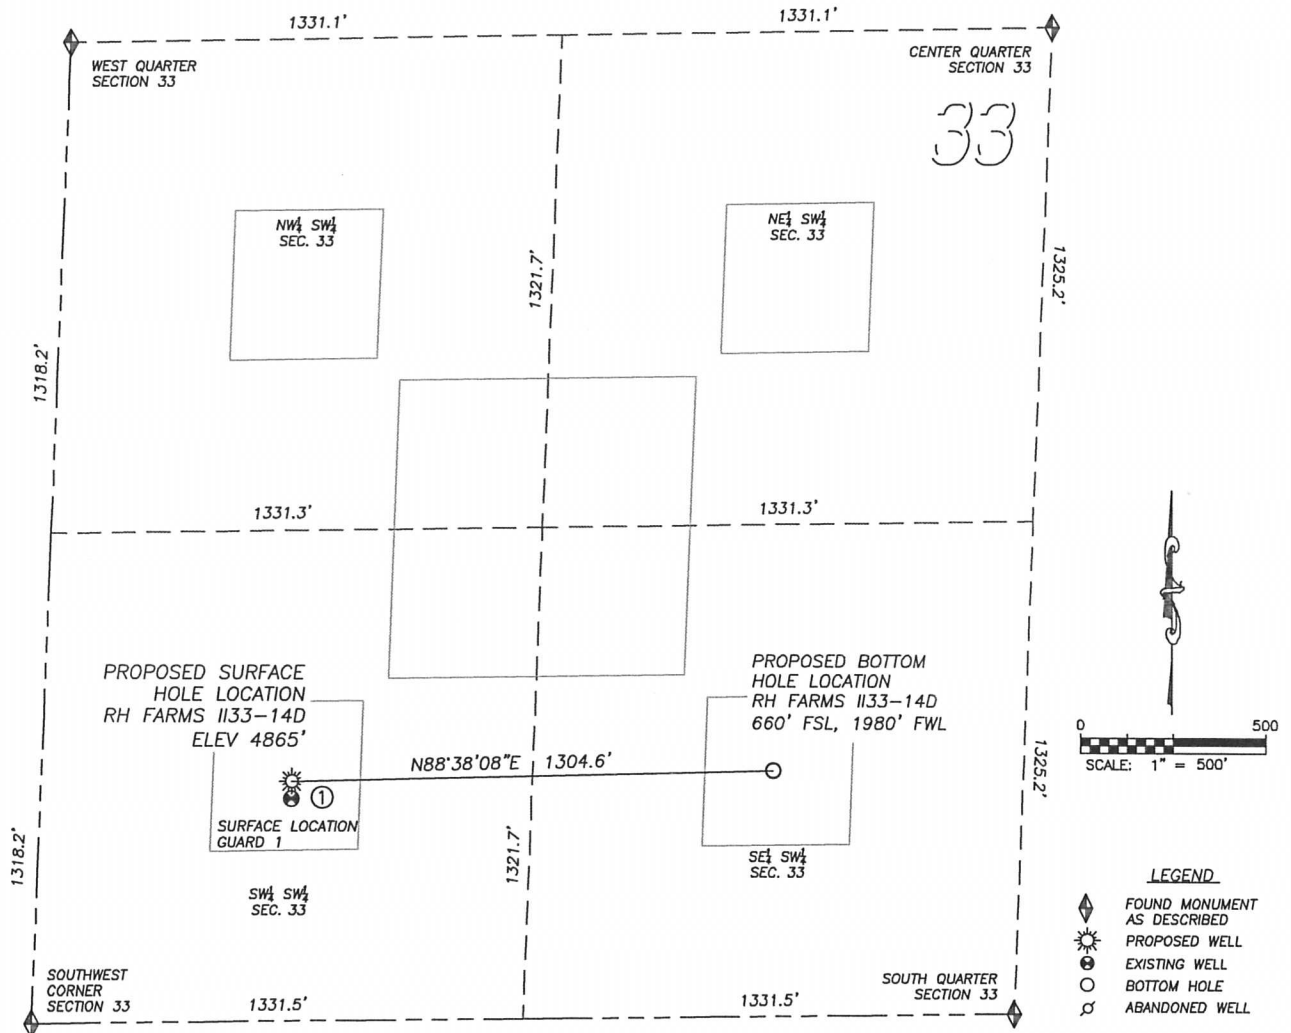 1331.1'
1331.1'
WEST QUARTER
SECTION 33
CENTER QUARTER
SECTION 33
33
NW¼ SW¼
SEC. 33
NE¼ SW¼
SEC. 33
1321.7'
1325.2'
1318.2'
1331.3'
1331.3'
PROPOSED SURFACE
HOLE LOCATION
RH FARMS II33-14D
ELEV 4865'
PROPOSED BOTTOM
HOLE LOCATION
RH FARMS II33-14D
660' FSL, 1980' FWL
N88°38'08"E 1304.6'
1
SURFACE LOCATION
GUARD 1
1325.2'
0 500
SCALE: 1" = 500'
1318.2'
1321.7'
SW¼ SW¼
SEC. 33
SE¼ SW¼
SEC. 33
LEGEND
FOUND MONUMENT
AS DESCRIBED
PROPOSED WELL
EXISTING WELL
BOTTOM HOLE
ABANDONED WELL
SOUTHWEST
CORNER
SECTION 33
1331.5'
1331.5'
SOUTH QUARTER
SECTION 33